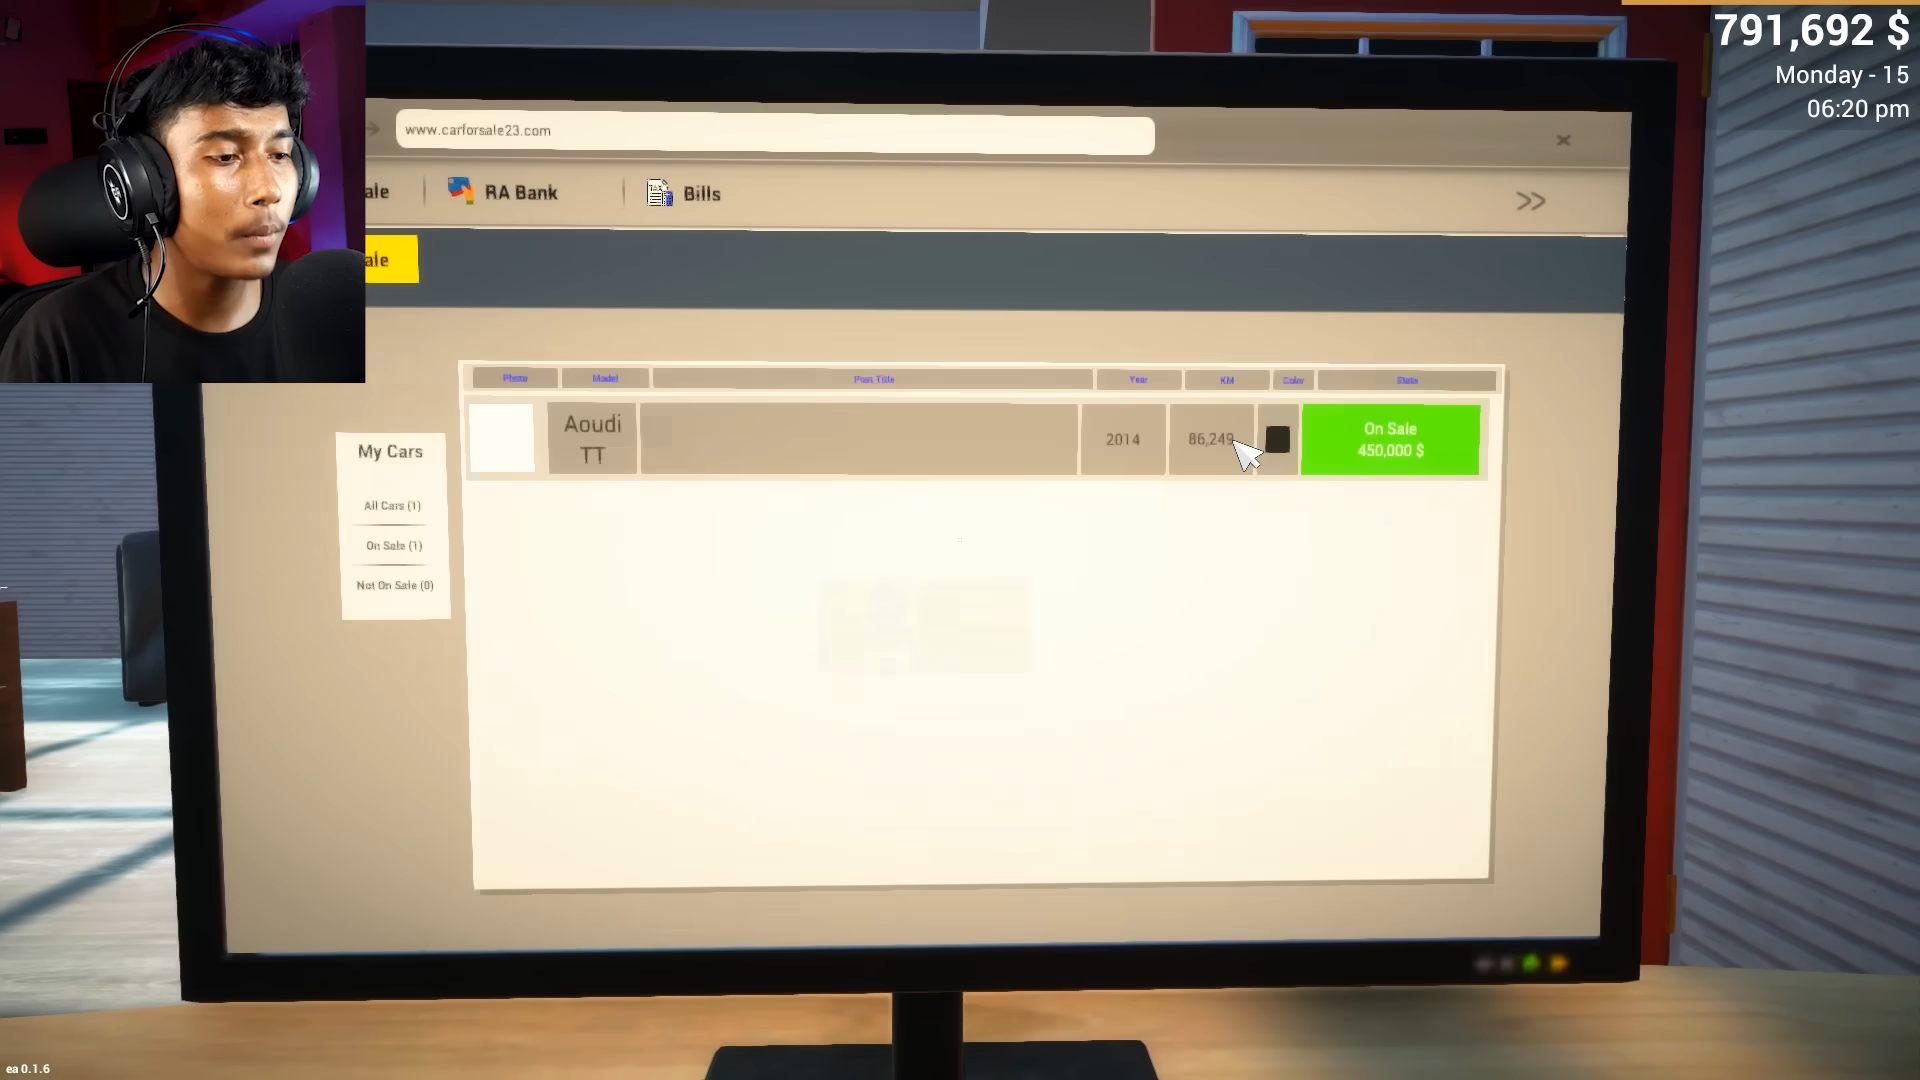 791,692 $
Monday - 15
06:20 pm
www.carforsale23.com
ale
RA Bank
Bills
ale
Photo Model Post Title Year KM Color State
Aoudi
TT
2014
86,249
On Sale
450,000 $
My Cars
All Cars (1)
On Sale (1)
Not On Sale (0)
ea 0.1.6